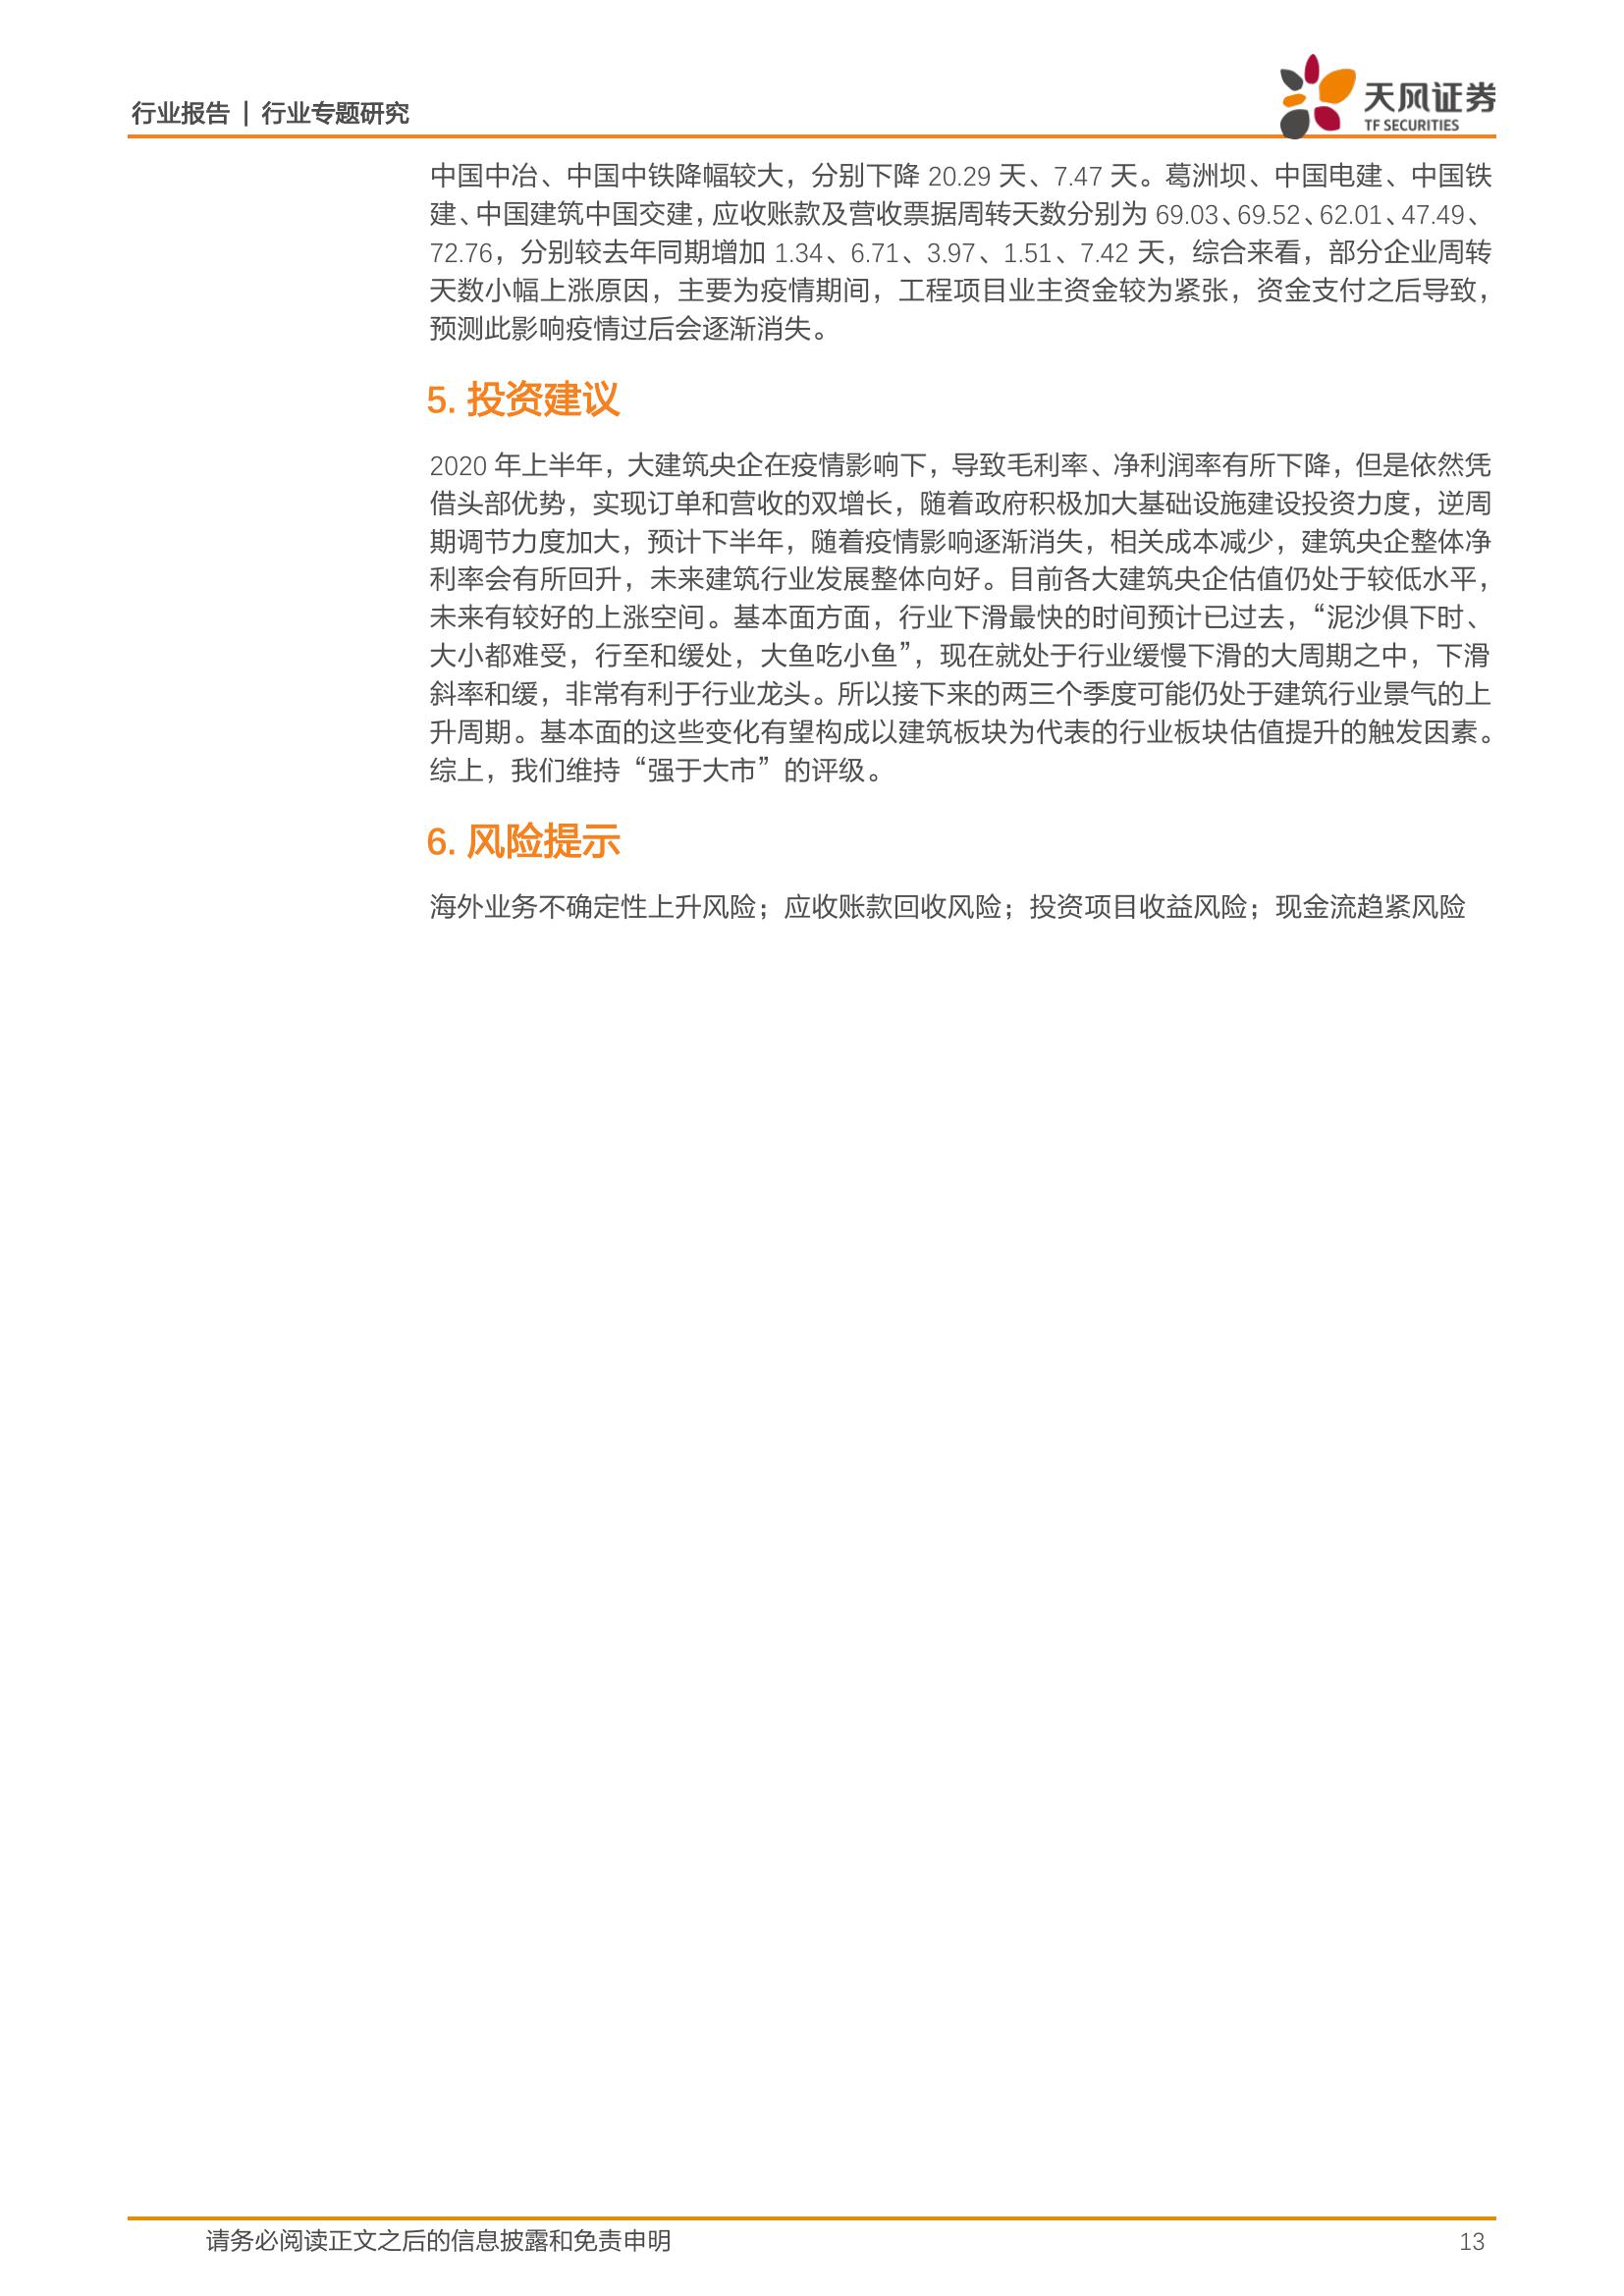 行业报告 | 行业专题研究
天风证券
TF SECURITIES
中国中冶、中国中铁降幅较大，分别下降 20.29 天、7.47 天。葛洲坝、中国电建、中国铁
建、中国建筑中国交建，应收账款及营收票据周转天数分别为 69.03、69.52、62.01、47.49、
72.76，分别较去年同期增加 1.34、6.71、3.97、1.51、7.42 天，综合来看，部分企业周转
天数小幅上涨原因，主要为疫情期间，工程项目业主资金较为紧张，资金支付之后导致，
预测此影响疫情过后会逐渐消失。
5. 投资建议
2020 年上半年，大建筑央企在疫情影响下，导致毛利率、净利润率有所下降，但是依然凭
借头部优势，实现订单和营收的双增长，随着政府积极加大基础设施建设投资力度，逆周
期调节力度加大，预计下半年，随着疫情影响逐渐消失，相关成本减少，建筑央企整体净
利率会有所回升，未来建筑行业发展整体向好。目前各大建筑央企估值仍处于较低水平，
未来有较好的上涨空间。基本面方面，行业下滑最快的时间预计已过去，“泥沙俱下时、
大小都难受，行至和缓处，大鱼吃小鱼”，现在就处于行业缓慢下滑的大周期之中，下滑
斜率和缓，非常有利于行业龙头。所以接下来的两三个季度可能仍处于建筑行业景气的上
升周期。基本面的这些变化有望构成以建筑板块为代表的行业板块估值提升的触发因素。
综上，我们维持“强于大市”的评级。
6. 风险提示
海外业务不确定性上升风险；应收账款回收风险；投资项目收益风险；现金流趋紧风险
请务必阅读正文之后的信息披露和免责申明
13